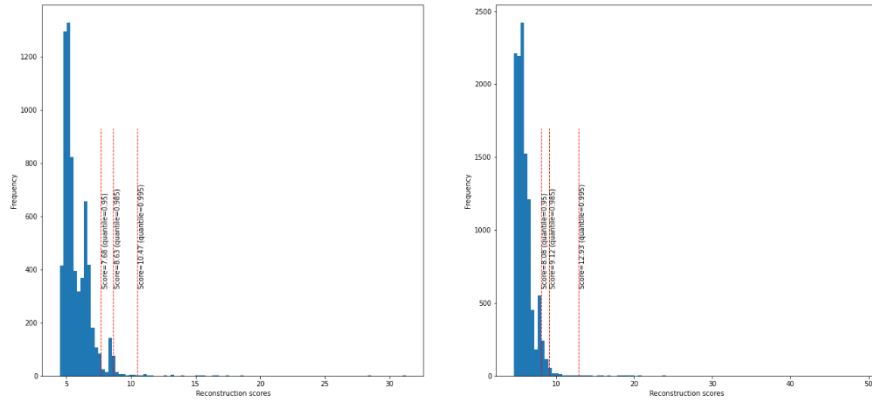 1200
1000
800
600
400
200
0
Frequency
5
10
15
20
25
30
Reconstruction scores
Score=7.68 (quantile=0.95)
Score=8.63 (quantile=0.985)
Score=10.47 (quantile=0.995)
2500
2000
1500
1000
500
0
Frequency
10
20
30
40
50
Reconstruction scores
Score=8.08 (quantile=0.95)
Score=9.12 (quantile=0.985)
Score=12.93 (quantile=0.995)